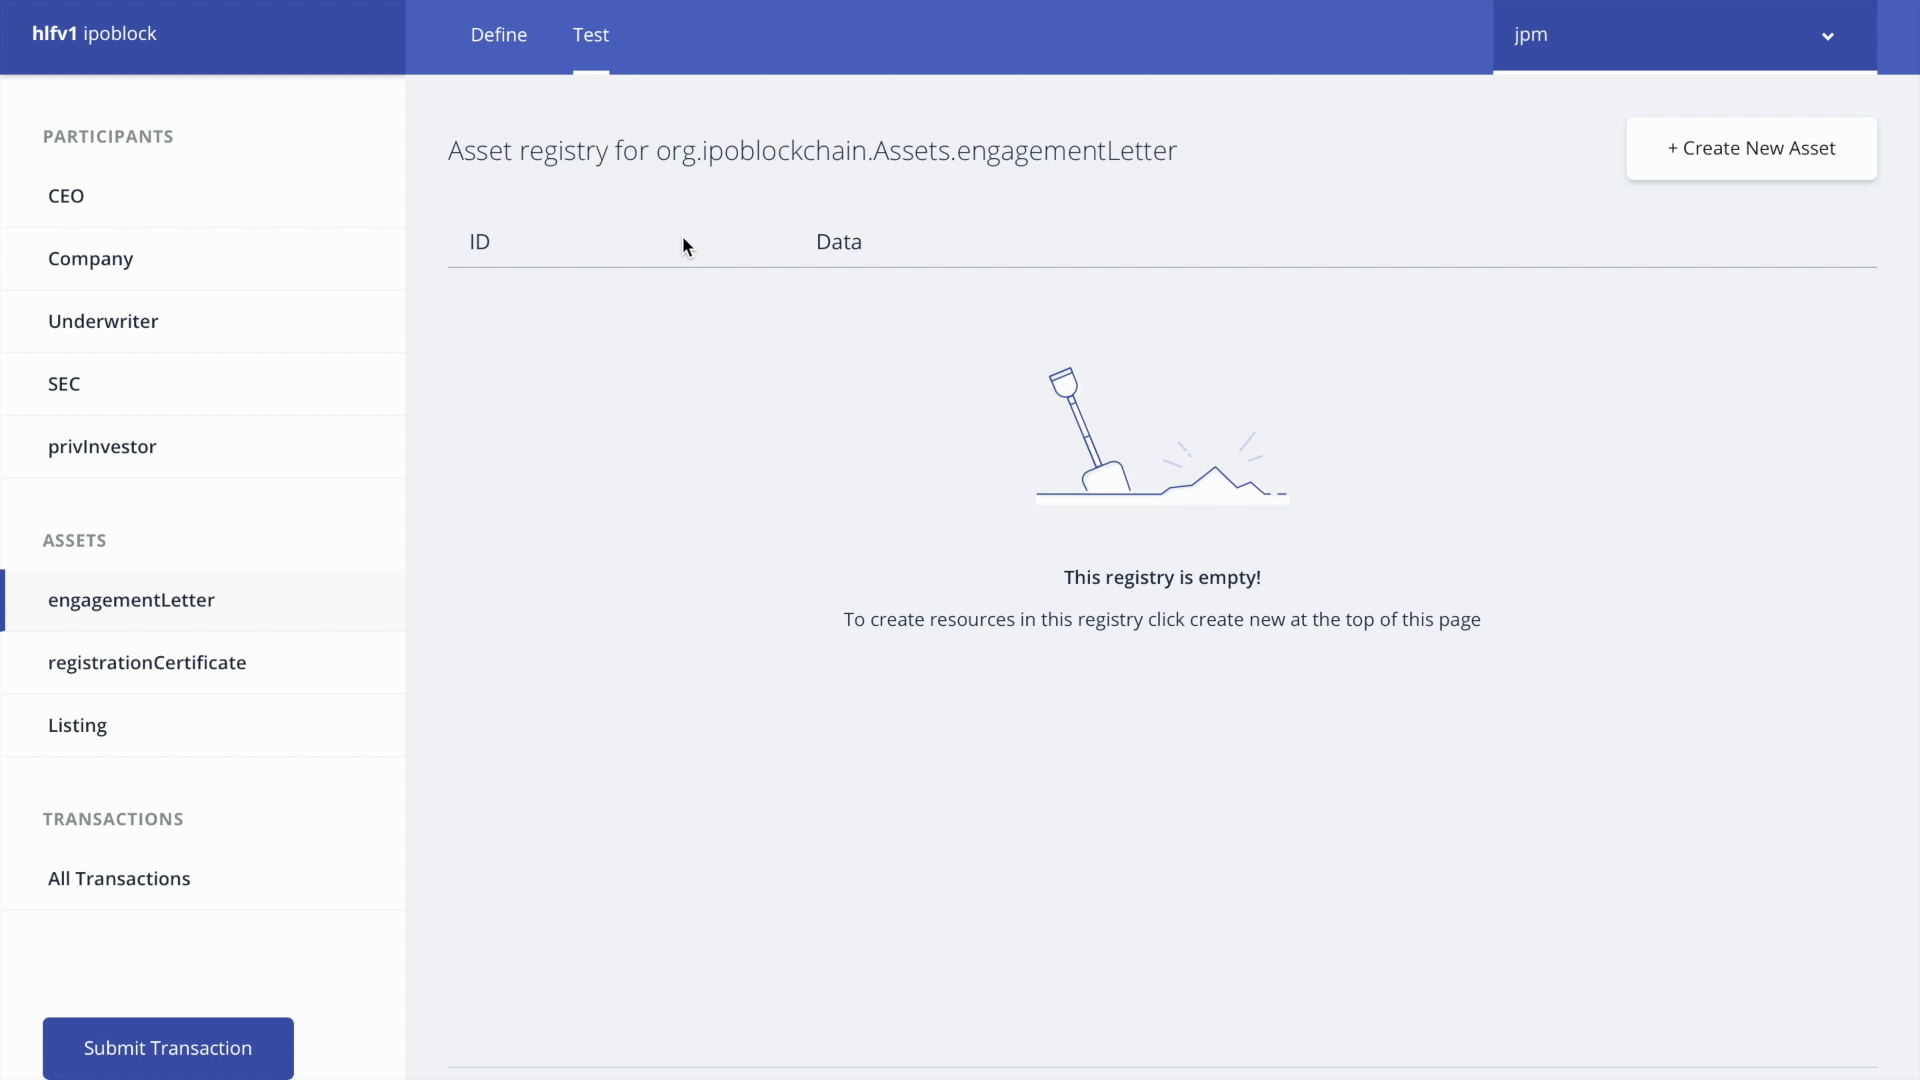 hlfv1 ipoblock
Define
Test
jpm
PARTICIPANTS
CEO
Company
Underwriter
SEC
privInvestor
ASSETS
engagementLetter
registrationCertificate
Listing
TRANSACTIONS
All Transactions
Submit Transaction
Asset registry for org.ipoblockchain.Assets.engagementLetter
+ Create New Asset
ID
Data
This registry is empty!
To create resources in this registry click create new at the top of this page